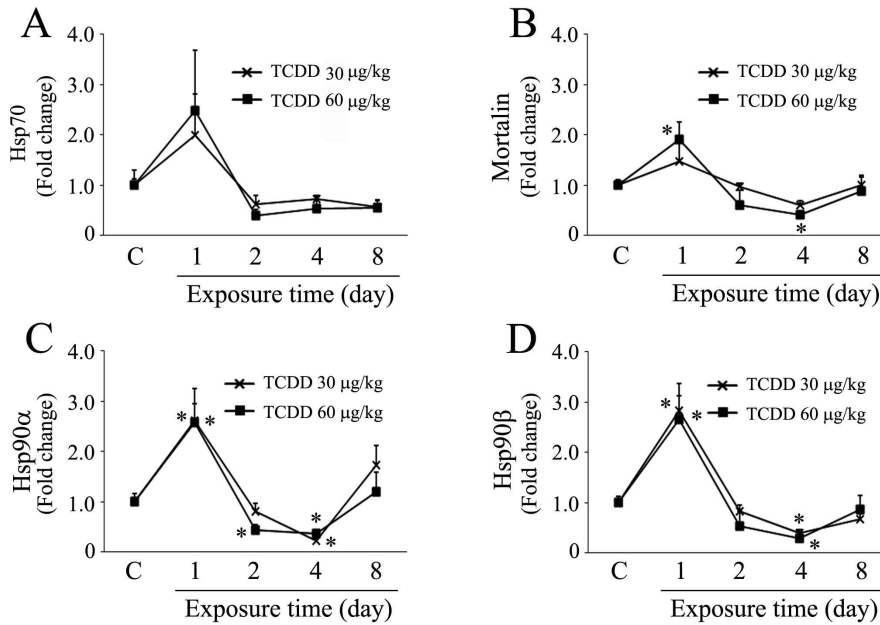 A
Hsp70
(Fold change)
4.0
3.0
2.0
1.0
0
TCDD 30 µg/kg
TCDD 60 µg/kg
C 1 2 4 8
Exposure time (day)
B
Mortalin
(Fold change)
4.0
3.0
2.0
1.0
0
TCDD 30 µg/kg
TCDD 60 µg/kg
*
*
C 1 2 4 8
Exposure time (day)
C
Hsp90α
(Fold change)
4.0
3.0
2.0
1.0
0
TCDD 30 µg/kg
TCDD 60 µg/kg
* *
* * *
C 1 2 4 8
Exposure time (day)
D
Hsp90β
(Fold change)
4.0
3.0
2.0
1.0
0
TCDD 30 µg/kg
TCDD 60 µg/kg
* *
* *
C 1 2 4 8
Exposure time (day)